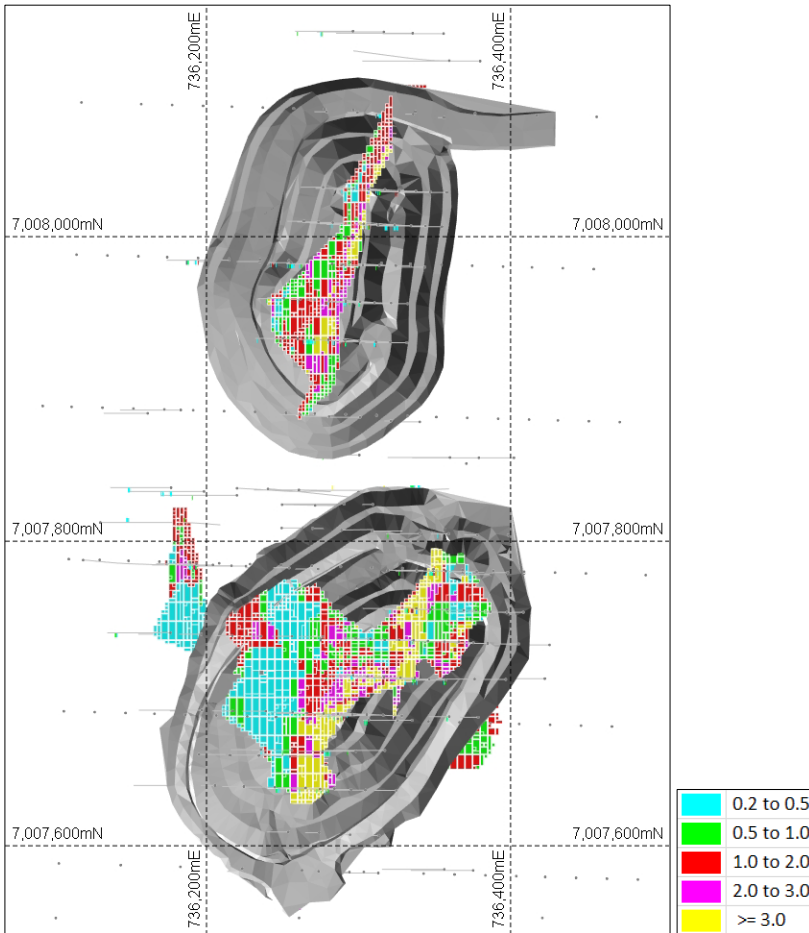 736,200mE
736,400mE
7,008,000mN
7,008,000mN
7,007,800mN
7,007,800mN
7,007,600mN
7,007,600mN
736,200mE
736,400mE
0.2 to 0.5
0.5 to 1.0
1.0 to 2.0
2.0 to 3.0
>= 3.0